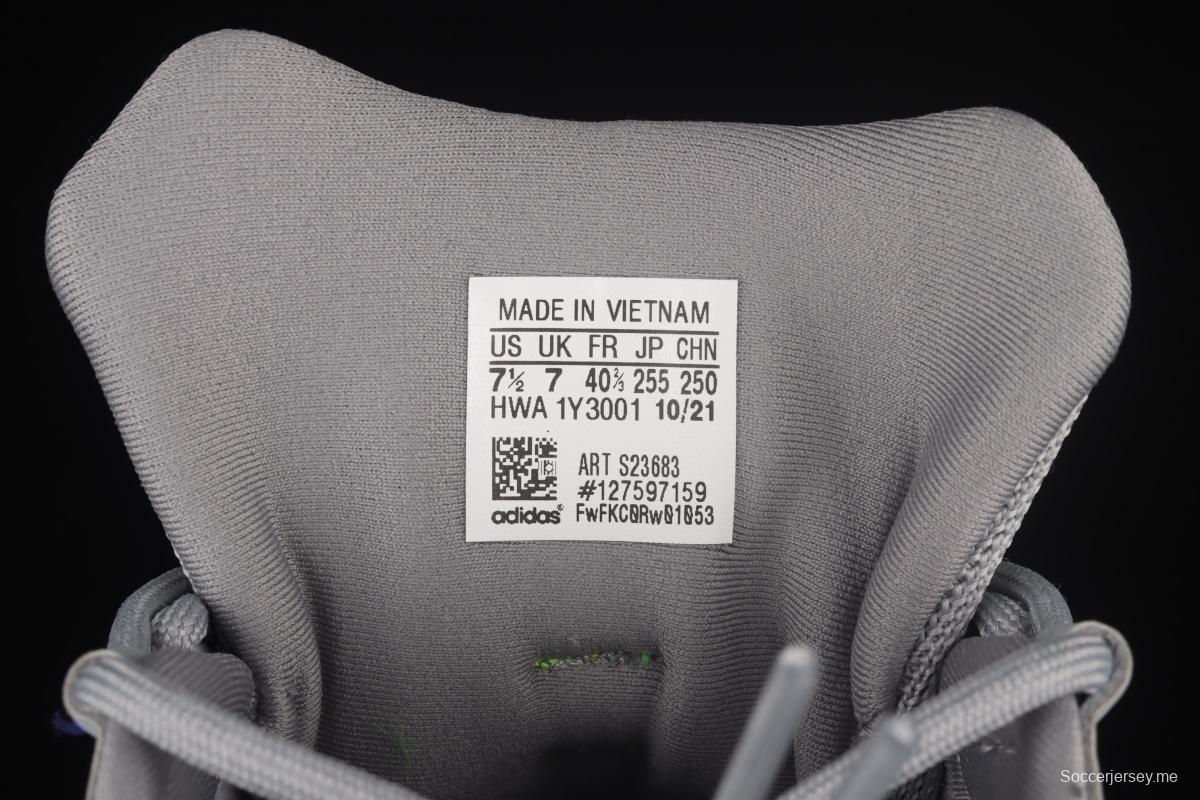 MADE IN VIETNAM
US UK FR JP CHN
7½ 7 40⅔ 255 250
HWA 1Y3001 10/21
ART S23683
#127597159
adidas® FwFKC0Rw01053
Soccerjersey.me